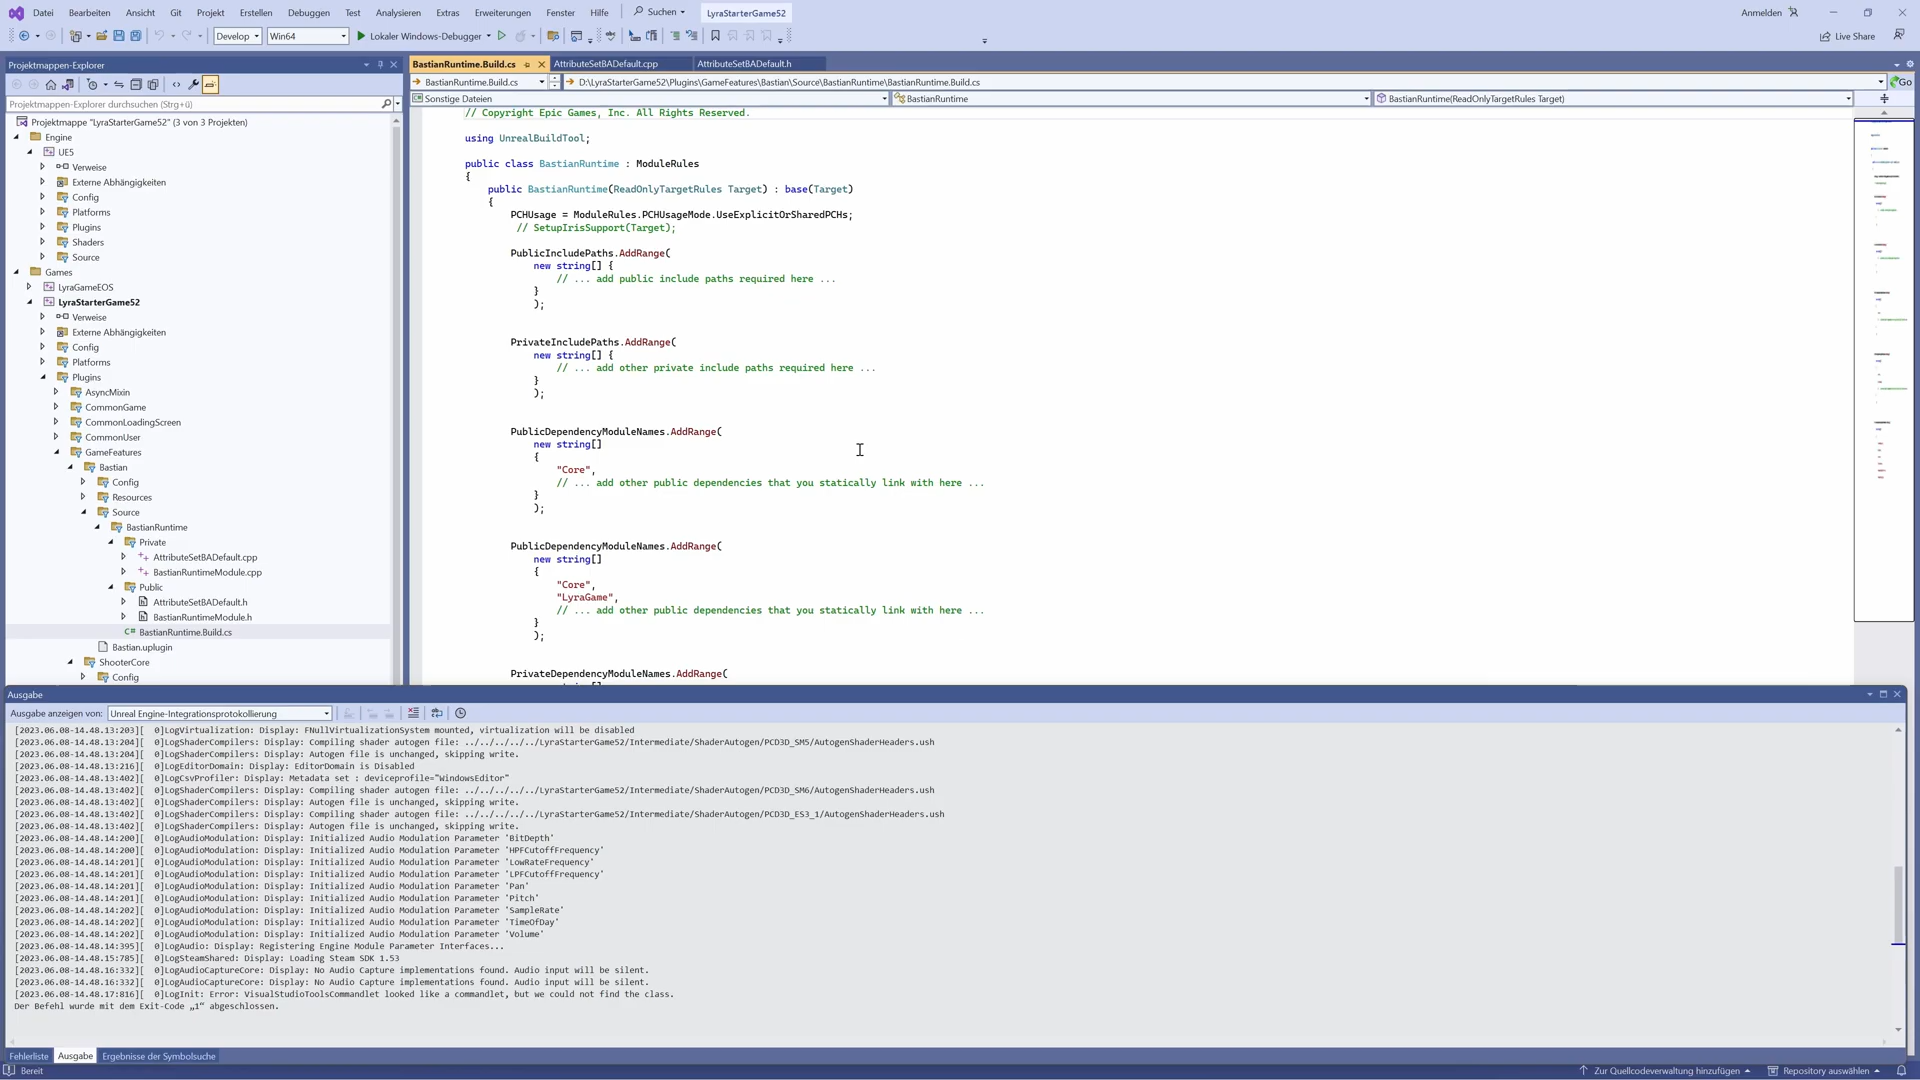 Datei Bearbeiten Ansicht Git Projekt Erstellen Debuggen Test Analysieren Extras Erweiterungen Fenster Hilfe Suchen LyraStarterGame52 Anmelden
Develop Win64 Lokaler Windows-Debugger Live Share
Projektmappen-Explorer
Projektmappen-Explorer durchsuchen (Strg+ü)
Projektmappe "LyraStarterGame52" (3 von 3 Projekten)
Engine
UE5
Verweise
Externe Abhängigkeiten
Config
Platforms
Plugins
Shaders
Source
Games
LyraGameEOS
LyraStarterGame52
Verweise
Externe Abhängigkeiten
Config
Platforms
Plugins
AsyncMixin
CommonGame
CommonLoadingScreen
CommonUser
GameFeatures
Bastian
Config
Resources
Source
BastianRuntime
Private
AttributeSetBADefault.cpp
BastianRuntimeModule.cpp
Public
AttributeSetBADefault.h
BastianRuntimeModule.h
C# BastianRuntime.Build.cs
Bastian.uplugin
ShooterCore
Config
BastianRuntime.Build.cs AttributeSetBADefault.cpp AttributeSetBADefault.h
BastianRuntime.Build.cs D:\LyraStarterGame52\Plugins\GameFeatures\Bastian\Source\BastianRuntime\BastianRuntime.Build.cs Go
Sonstige Dateien BastianRuntime BastianRuntime(ReadOnlyTargetRules Target)
// Copyright Epic Games, Inc. All Rights Reserved.
using UnrealBuildTool;
public class BastianRuntime : ModuleRules
{
public BastianRuntime(ReadOnlyTargetRules Target) : base(Target)
{
PCHUsage = ModuleRules.PCHUsageMode.UseExplicitOrSharedPCHs;
// SetupIrisSupport(Target);
PublicIncludePaths.AddRange(
new string[] {
// ... add public include paths required here ...
}
);
PrivateIncludePaths.AddRange(
new string[] {
// ... add other private include paths required here ...
}
);
PublicDependencyModuleNames.AddRange(
new string[]
{
"Core",
// ... add other public dependencies that you statically link with here ...
}
);
PublicDependencyModuleNames.AddRange(
new string[]
{
"Core",
"LyraGame",
// ... add other public dependencies that you statically link with here ...
}
);
PrivateDependencyModuleNames.AddRange(
Ausgabe
Ausgabe anzeigen von: Unreal Engine-Integrationsprotokollierung
[2023.06.08-14.48.13:203][  0]LogVirtualization: Display: FNullVirtualizationSystem mounted, virtualization will be disabled
[2023.06.08-14.48.13:204][  0]LogShaderCompilers: Display: Compiling shader autogen file: ../../../../../LyraStarterGame52/Intermediate/ShaderAutogen/PCD3D_SM5/AutogenShaderHeaders.ush
[2023.06.08-14.48.13:204][  0]LogShaderCompilers: Display: Autogen file is unchanged, skipping write.
[2023.06.08-14.48.13:216][  0]LogEditorDomain: Display: EditorDomain is Disabled
[2023.06.08-14.48.13:402][  0]LogCsvProfiler: Display: Metadata set : deviceprofile="WindowsEditor"
[2023.06.08-14.48.13:402][  0]LogShaderCompilers: Display: Compiling shader autogen file: ../../../../../LyraStarterGame52/Intermediate/ShaderAutogen/PCD3D_SM6/AutogenShaderHeaders.ush
[2023.06.08-14.48.13:402][  0]LogShaderCompilers: Display: Autogen file is unchanged, skipping write.
[2023.06.08-14.48.13:402][  0]LogShaderCompilers: Display: Compiling shader autogen file: ../../../../../LyraStarterGame52/Intermediate/ShaderAutogen/PCD3D_ES3_1/AutogenShaderHeaders.ush
[2023.06.08-14.48.13:402][  0]LogShaderCompilers: Display: Autogen file is unchanged, skipping write.
[2023.06.08-14.48.14:200][  0]LogAudioModulation: Display: Initialized Audio Modulation Parameter 'BitDepth'
[2023.06.08-14.48.14:200][  0]LogAudioModulation: Display: Initialized Audio Modulation Parameter 'HPFCutoffFrequency'
[2023.06.08-14.48.14:201][  0]LogAudioModulation: Display: Initialized Audio Modulation Parameter 'LowRateFrequency'
[2023.06.08-14.48.14:201][  0]LogAudioModulation: Display: Initialized Audio Modulation Parameter 'LPFCutoffFrequency'
[2023.06.08-14.48.14:201][  0]LogAudioModulation: Display: Initialized Audio Modulation Parameter 'Pan'
[2023.06.08-14.48.14:201][  0]LogAudioModulation: Display: Initialized Audio Modulation Parameter 'Pitch'
[2023.06.08-14.48.14:202][  0]LogAudioModulation: Display: Initialized Audio Modulation Parameter 'SampleRate'
[2023.06.08-14.48.14:202][  0]LogAudioModulation: Display: Initialized Audio Modulation Parameter 'TimeOfDay'
[2023.06.08-14.48.14:202][  0]LogAudioModulation: Display: Initialized Audio Modulation Parameter 'Volume'
[2023.06.08-14.48.14:395][  0]LogAudio: Display: Registering Engine Module Parameter Interfaces...
[2023.06.08-14.48.15:785][  0]LogSteamShared: Display: Loading Steam SDK 1.53
[2023.06.08-14.48.16:332][  0]LogAudioCaptureCore: Display: No Audio Capture implementations found. Audio input will be silent.
[2023.06.08-14.48.16:332][  0]LogAudioCaptureCore: Display: No Audio Capture implementations found. Audio input will be silent.
[2023.06.08-14.48.17:816][  0]LogInit: Error: VisualStudioToolsCommandlet looked like a commandlet, but we could not find the class.
Der Befehl wurde mit dem Exit-Code „1“ abgeschlossen.
Fehlerliste Ausgabe Ergebnisse der Symbolsuche
Bereit Zur Quellcodeverwaltung hinzufügen Repository auswählen